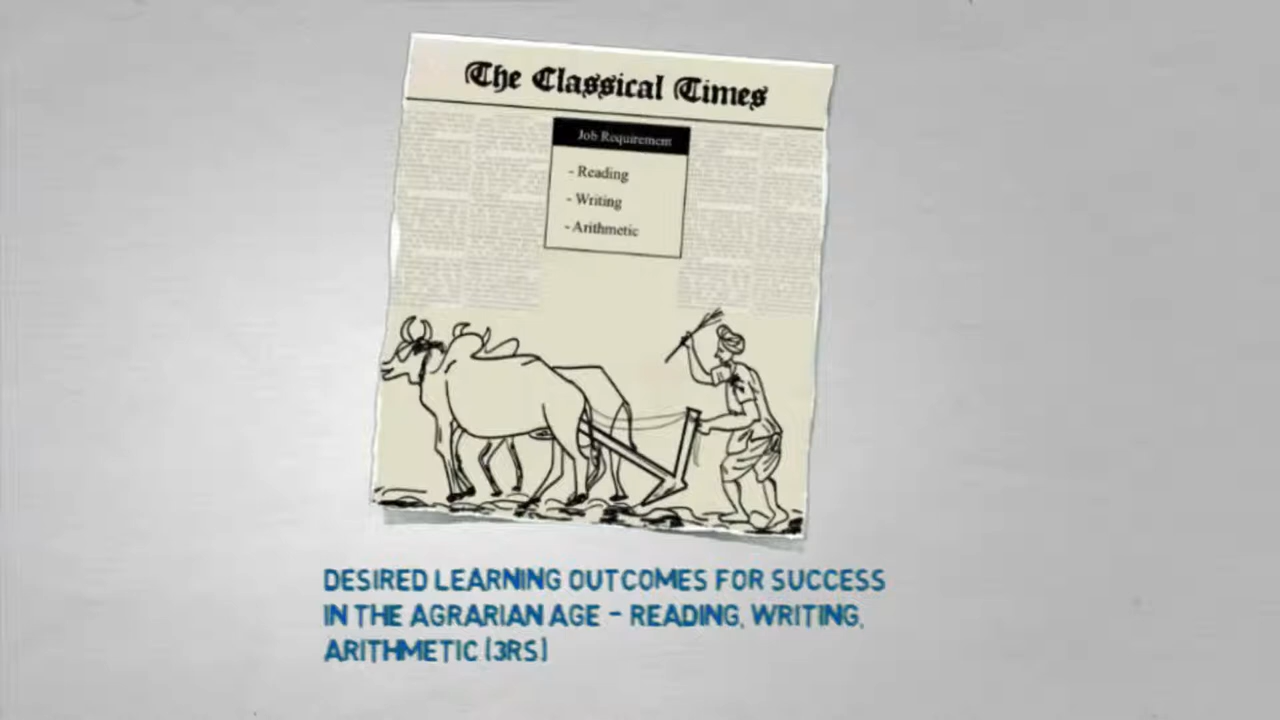 The Classical Times
Job Requirement
- Reading
- Writing
- Arithmetic
DESIRED LEARNING OUTCOMES FOR SUCCESS
IN THE AGRARIAN AGE - READING, WRITING,
ARITHMETIC (3RS)